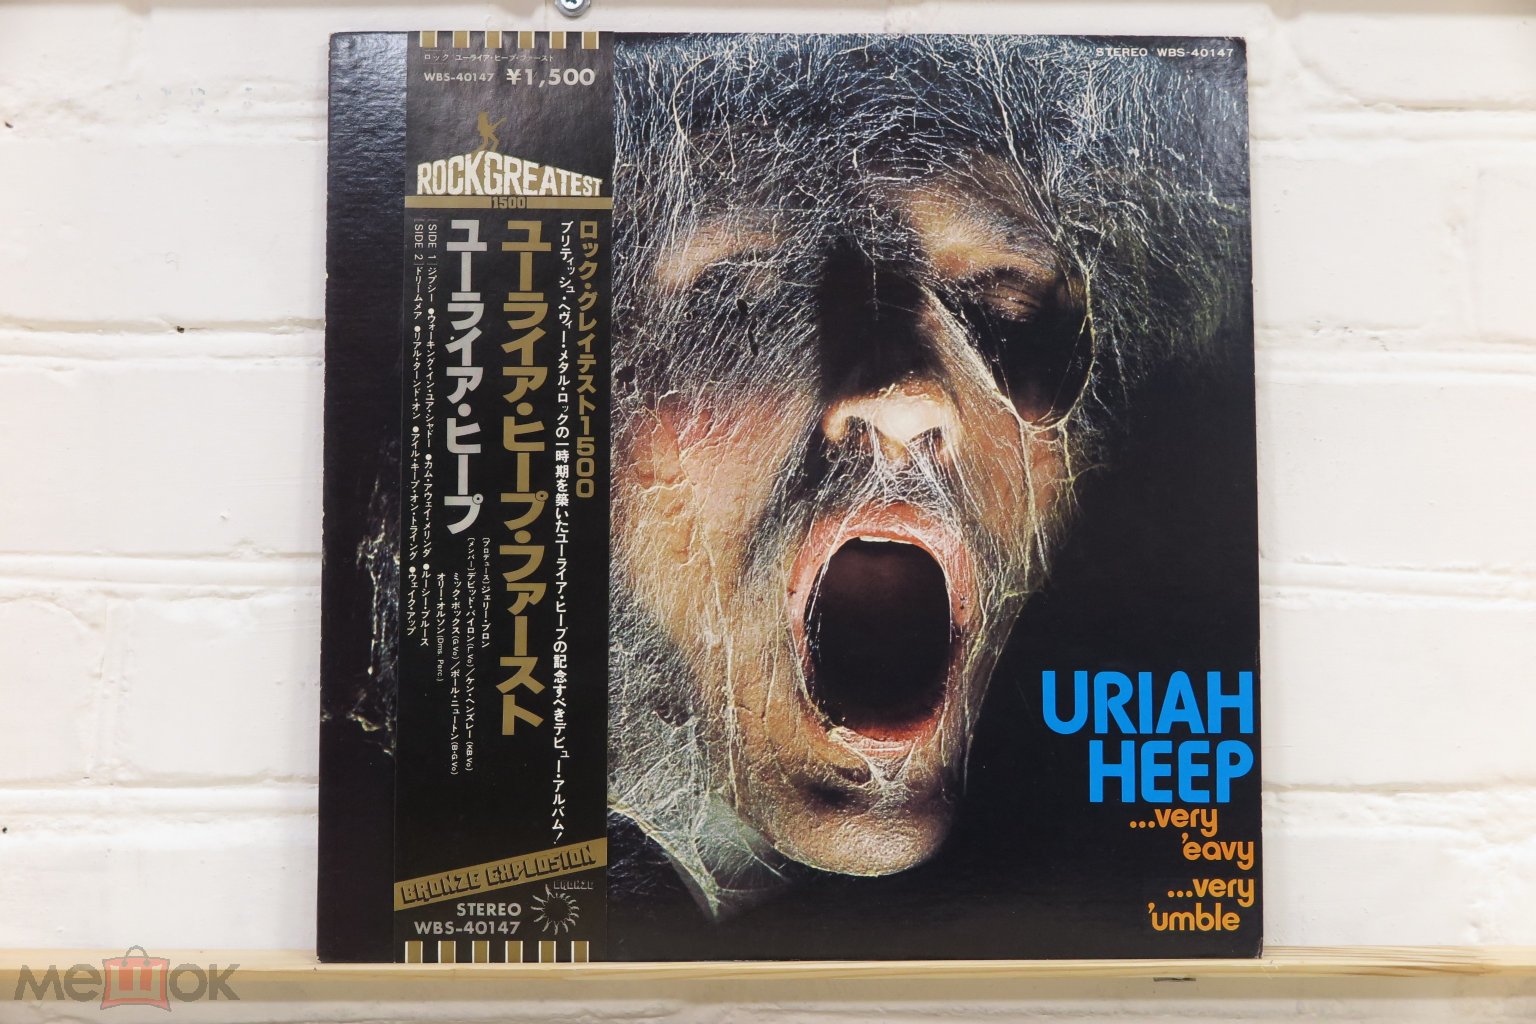 ロック ユーライア・ヒープ・ファースト
WBS-40147 ¥1,500
ROCKGREATEST
1500
ロック・グレイテスト1500
ブリティッシュ・ヘヴィー・メタル・ロックの一時期を築いたユーライア・ヒープの記念すべきデビュー・アルバム!
ユーライア・ヒープ・ファースト
ユーライア・ヒープ
[プロデュース]ジェリー・ブロン
[メンバー]デビッド・バイロン(L.Vo)/ケン・ヘンズレー(KB.Vo)
ミック・ボックス(G.Vo)/ポール・ニュートン(B・G.Vo)
オリー・オルソン(Dms. Perc.)
[SIDE 1]ジプシー●ウォーキング・イン・ユア・シャドー●カム・アウェイ・メリンダ●ルーシー・ブルース
[SIDE 2]ドリームメア●リアル・ターンド・オン●アイル・キープ・オン・トライング●ウェイク・アップ
BRONZE EXPLOSION
BRONZE
STEREO
WBS-40147
STEREO WBS-40147
URIAH
HEEP
...very
'eavy
...very
'umble
мешок